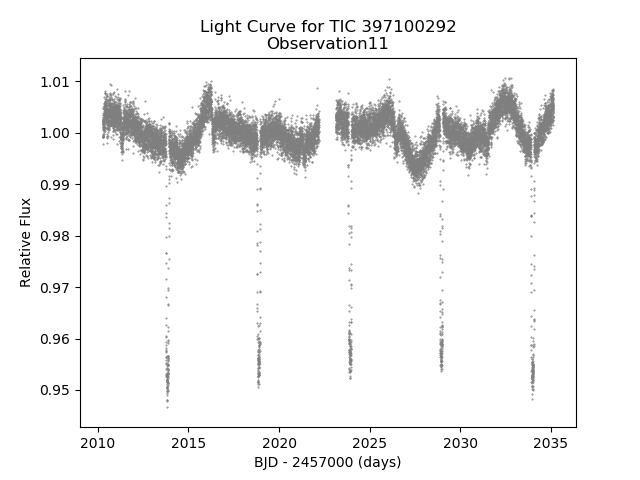 Light Curve for TIC 397100292
Observation11
1.01
1.00
0.99
0.98
0.97
0.96
0.95
Relative Flux
2010 2015 2020 2025 2030 2035
BJD - 2457000 (days)